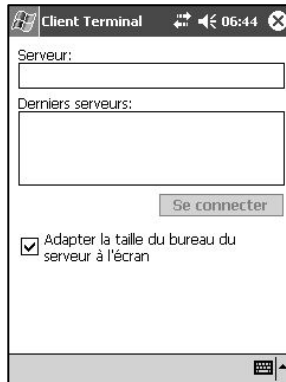 Client Terminal 06:44
Serveur:
Derniers serveurs:
Se connecter
Adapter la taille du bureau du
serveur à l'écran